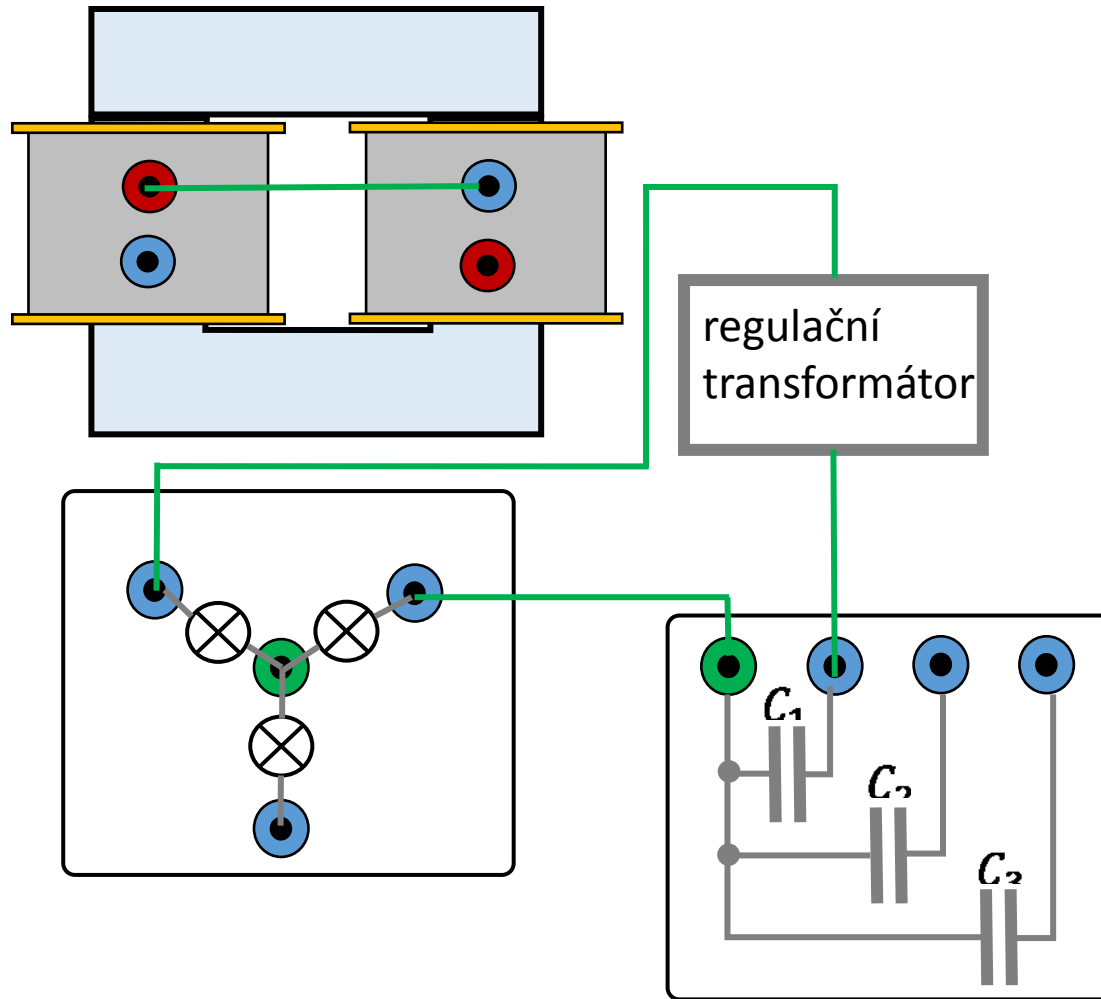 regulační
transformátor
C₁
C₂
C₃